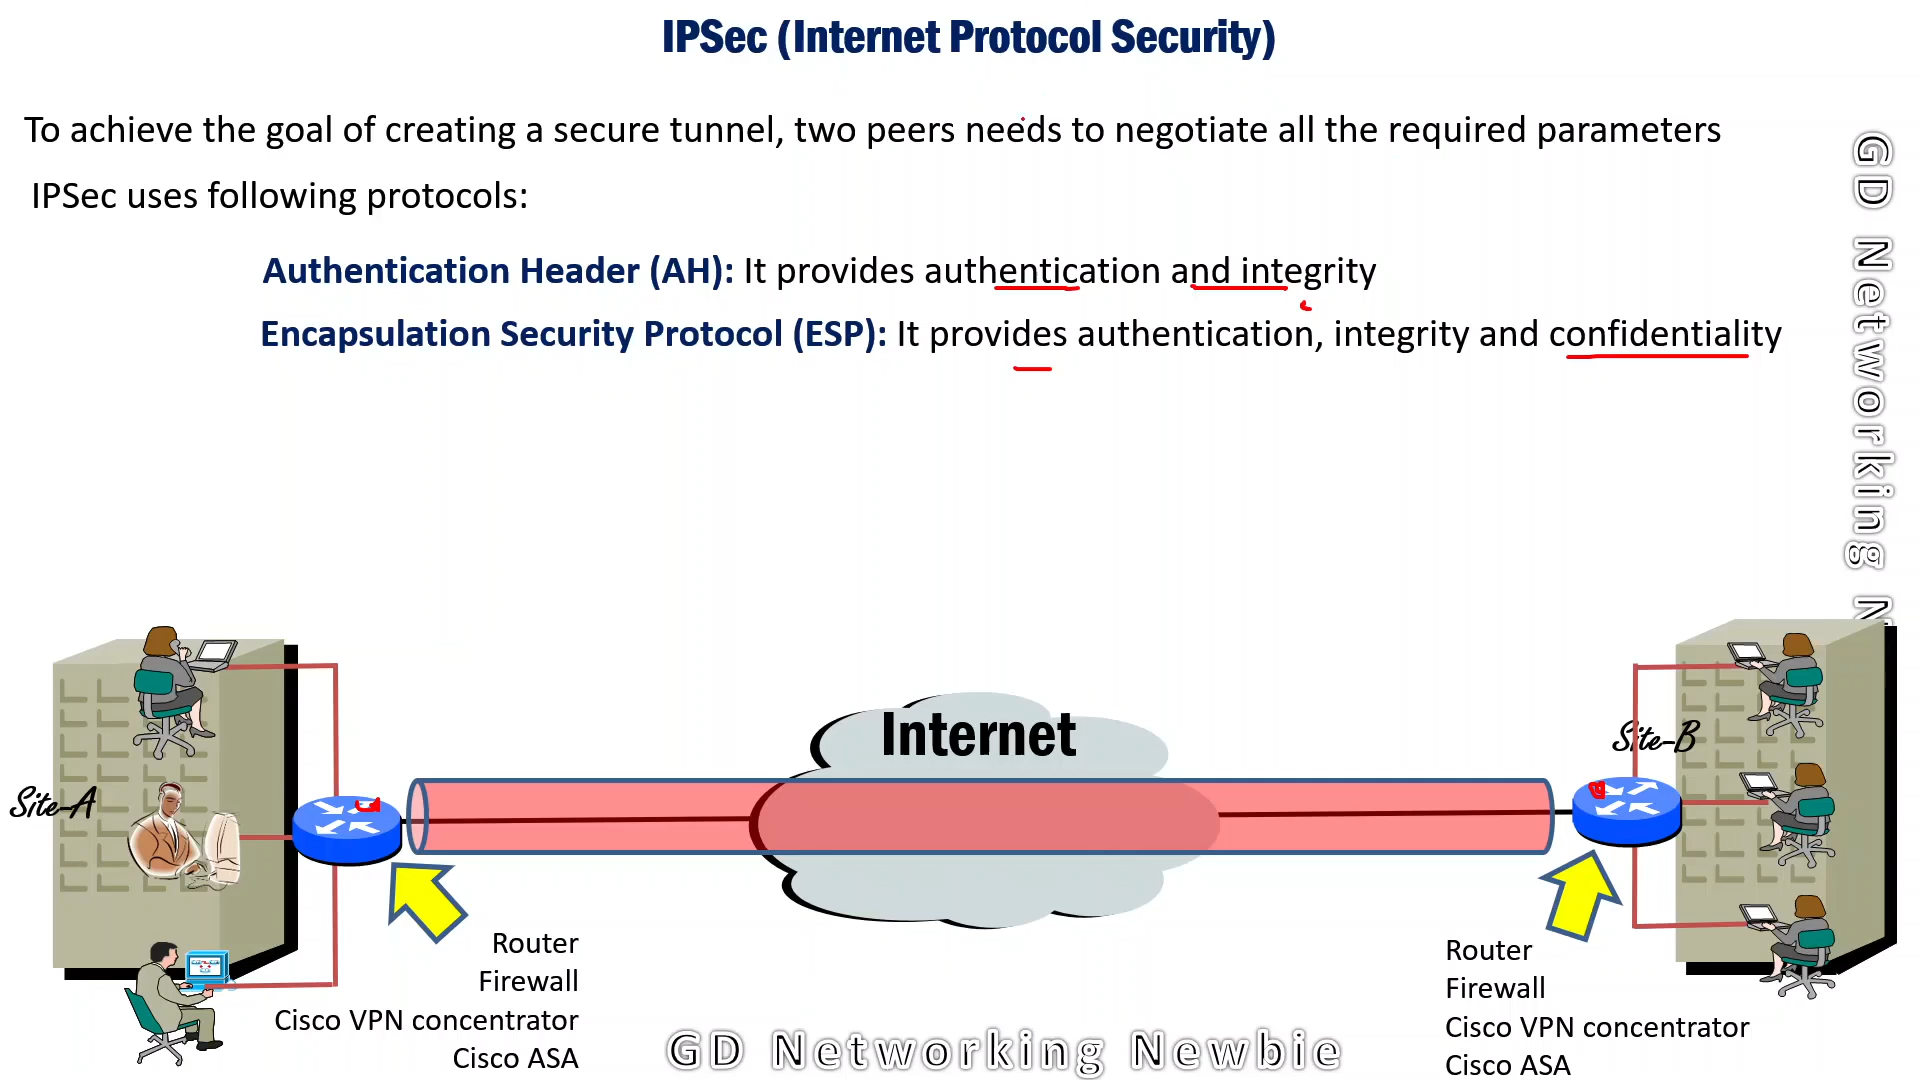 IPSec (Internet Protocol Security)
To achieve the goal of creating a secure tunnel, two peers needs to negotiate all the required parameters
IPSec uses following protocols:
Authentication Header (AH): It provides authentication and integrity
Encapsulation Security Protocol (ESP): It provides authentication, integrity and confidentiality
GD Networking N
Internet
Site-A
Site-B
Router
Firewall
Cisco VPN concentrator
Cisco ASA
Router
Firewall
Cisco VPN concentrator
Cisco ASA
GD Networking Newbie